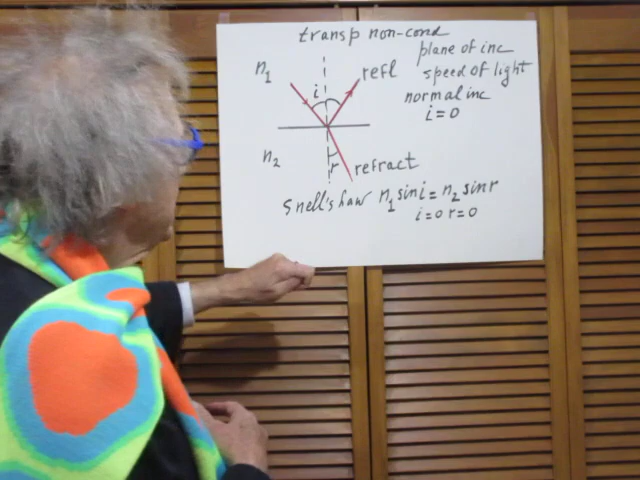 transp non-cond
plane of inc
speed of light
normal inc
i=0
n₁
i
refl
n₂
r
refract
Snell's Law n₁ sin i = n₂ sin r
i=0 r=0